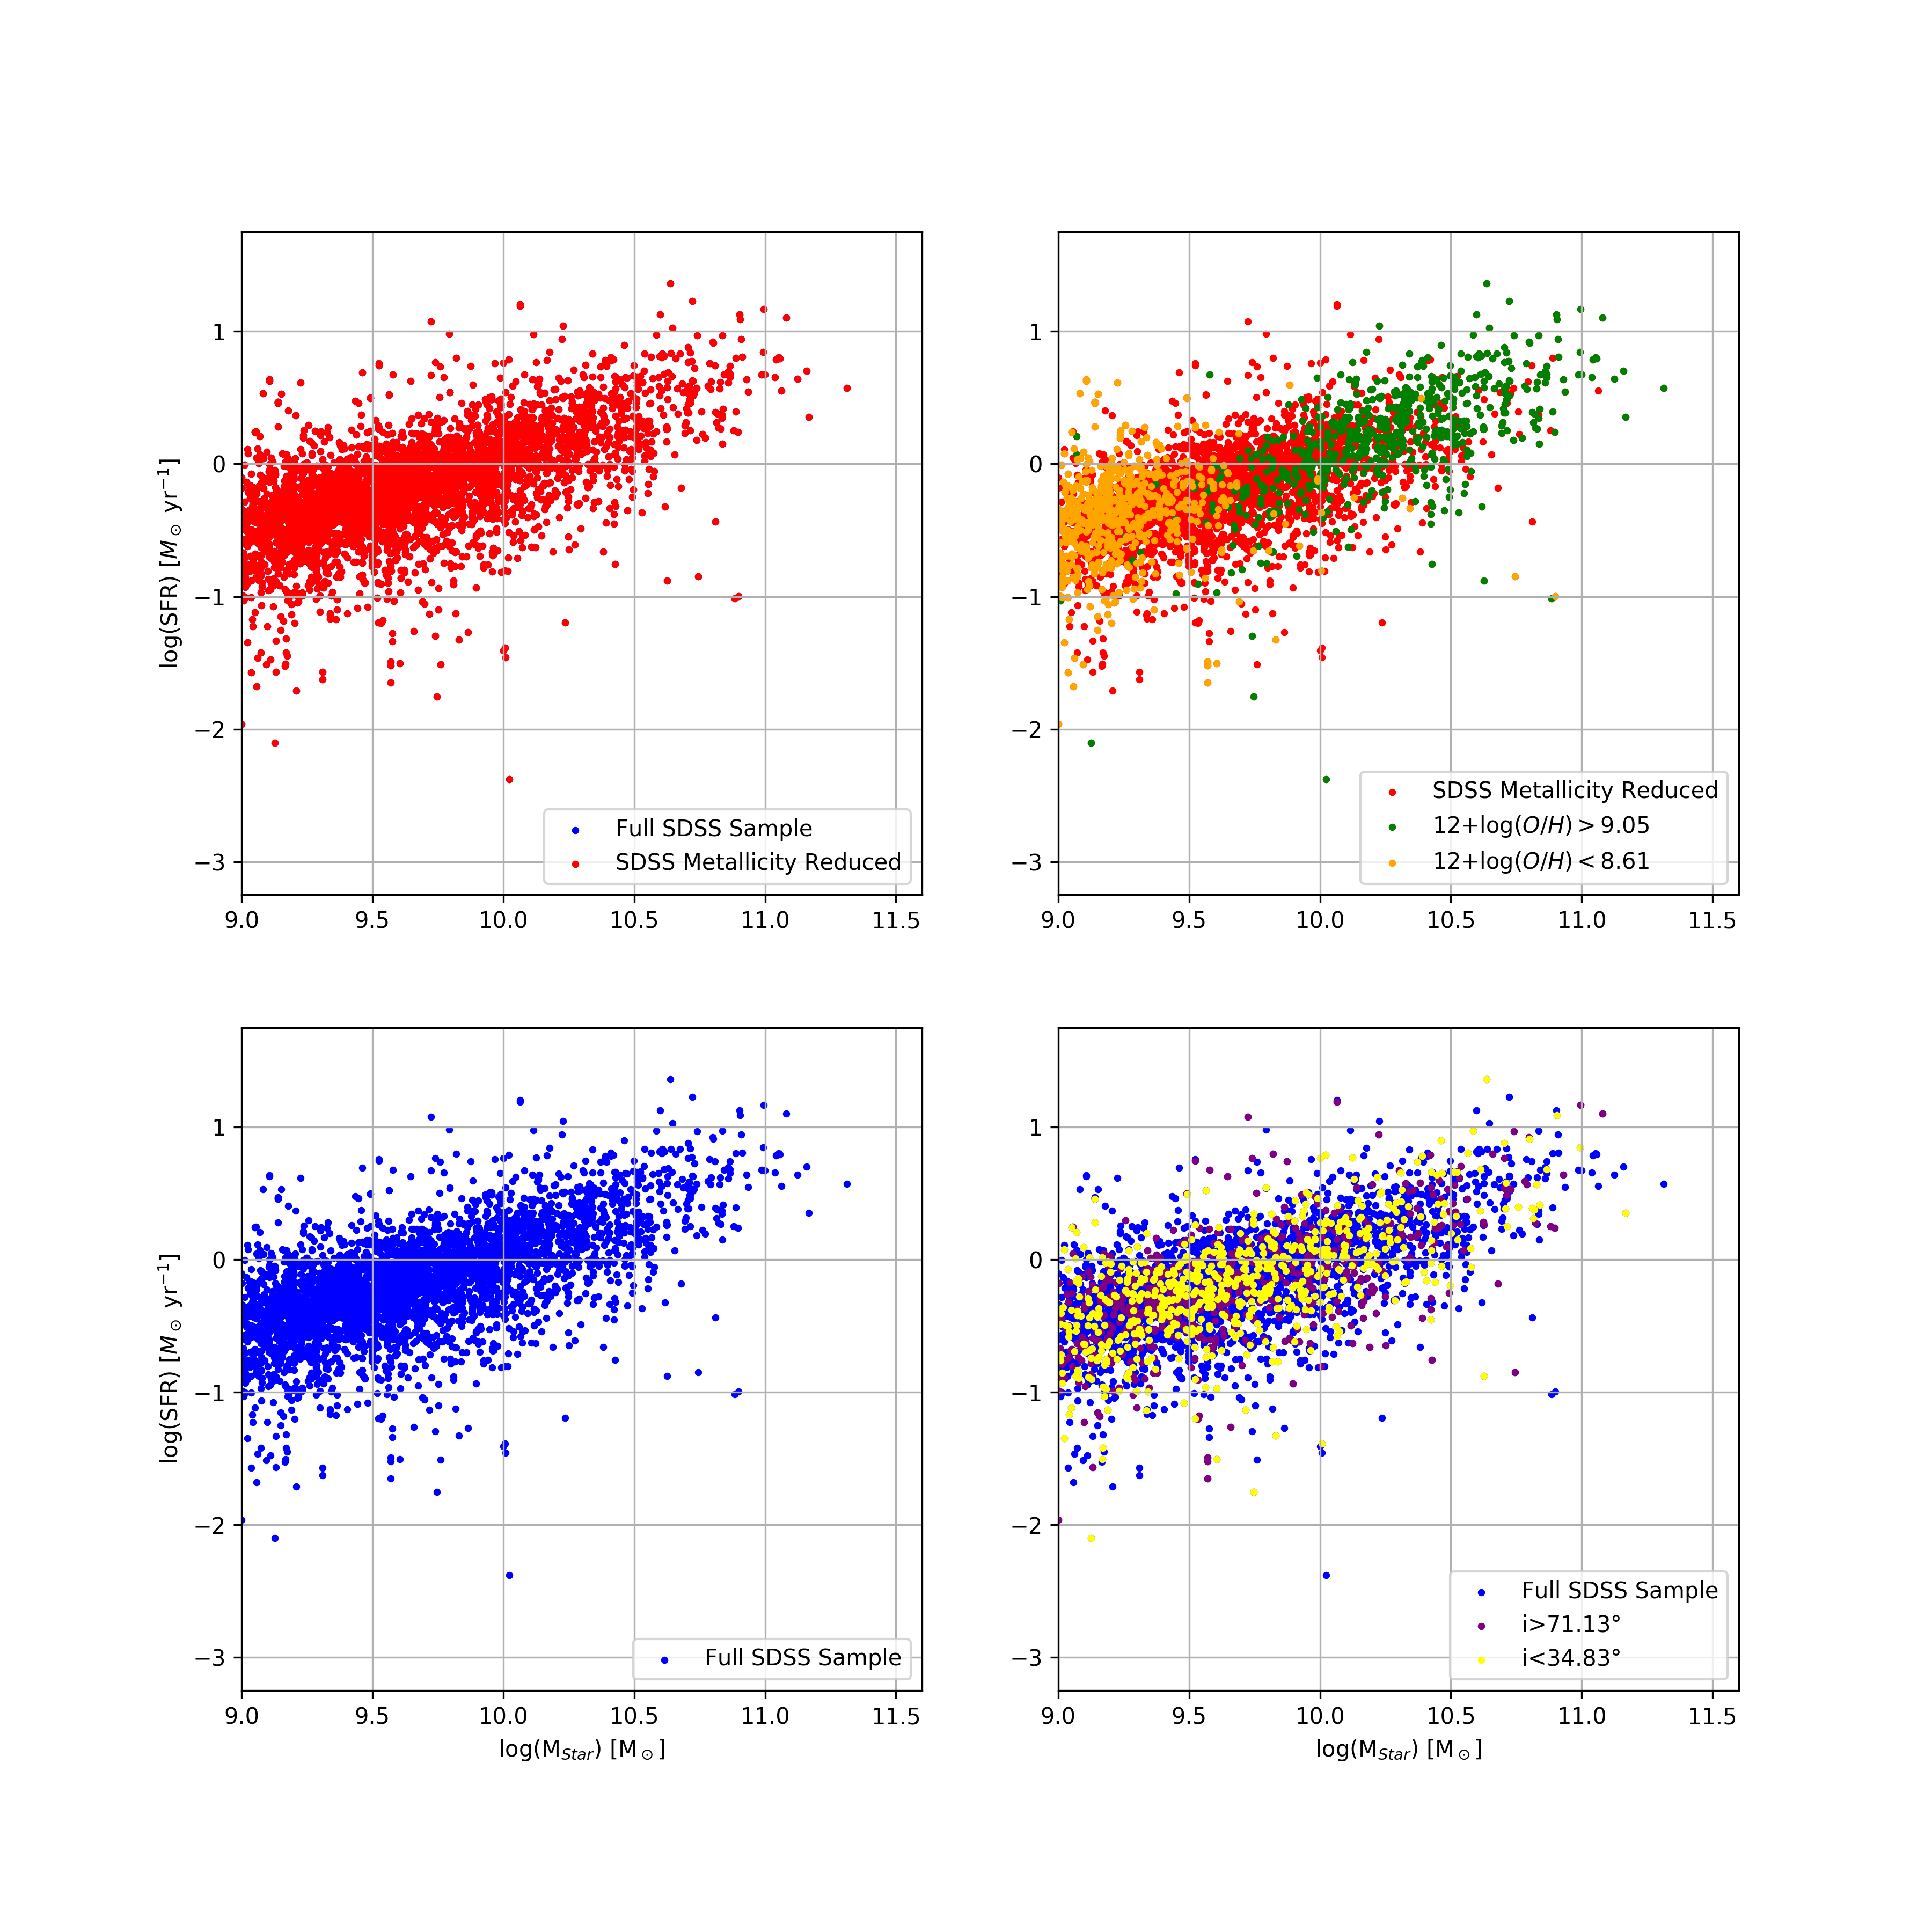 1
0
−1
−2
−3
log(SFR) [M⊙ yr⁻¹]
Full SDSS Sample
SDSS Metallicity Reduced
9.0 9.5 10.0 10.5 11.0 11.5
1
0
−1
−2
−3
SDSS Metallicity Reduced
12+log(O/H) > 9.05
12+log(O/H) < 8.61
9.0 9.5 10.0 10.5 11.0 11.5
1
0
−1
−2
−3
log(SFR) [M⊙ yr⁻¹]
Full SDSS Sample
9.0 9.5 10.0 10.5 11.0 11.5
log(M_Star) [M⊙]
1
0
−1
−2
−3
Full SDSS Sample
i>71.13°
i<34.83°
9.0 9.5 10.0 10.5 11.0 11.5
log(M_Star) [M⊙]